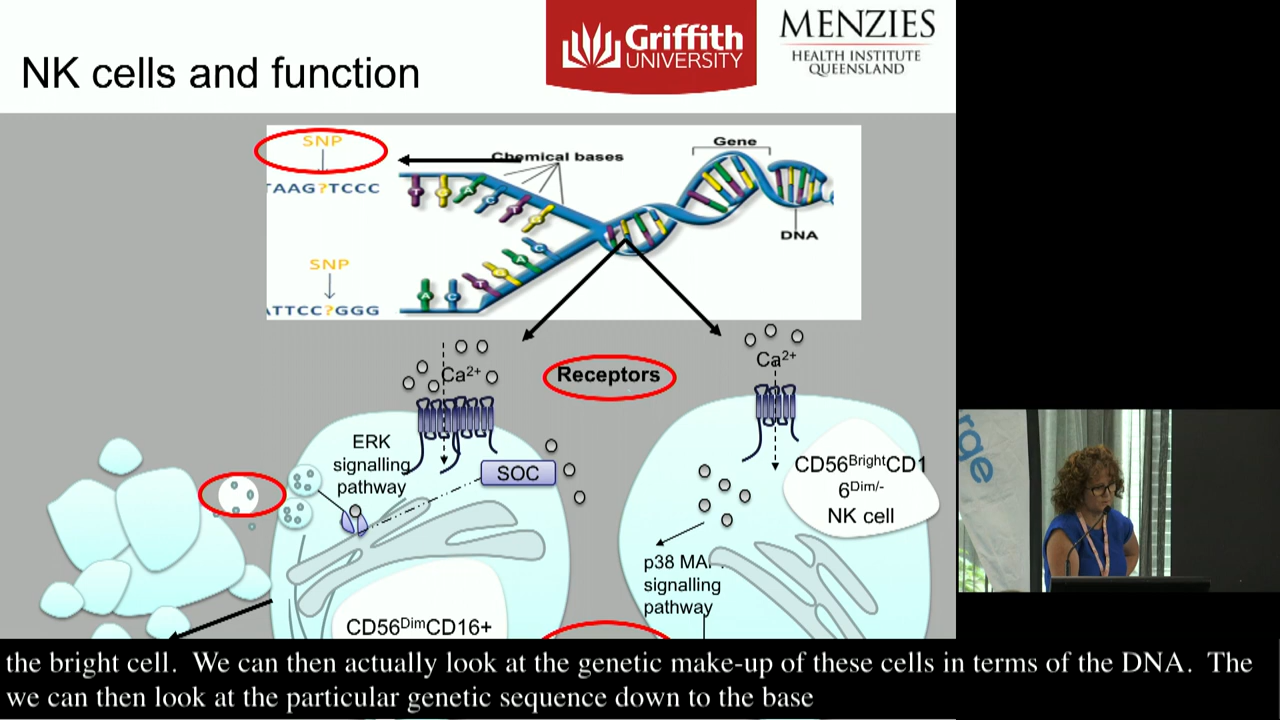 NK cells and function
Griffith
UNIVERSITY
MENZIES
HEALTH INSTITUTE
QUEENSLAND
SNP
TAAG?TCCC
Chemical bases
Gene
T G A C T G
DNA
SNP
ATTCC?GGG
A C T G A C
Ca2+
Receptors
Ca2+
ERK
signalling
pathway
SOC
CD56BrightCD1
6Dim/-
NK cell
p38 MAP
signalling
pathway
CD56DimCD16+
rge
the bright cell.  We can then actually look at the genetic make-up of these cells in terms of the DNA.  The
we can then look at the particular genetic sequence down to the base